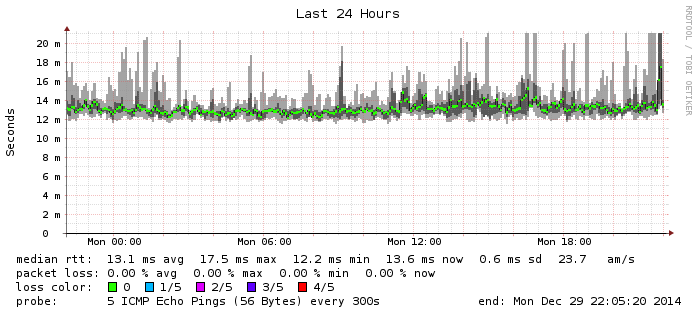 Last 24 Hours
RRDTOOL / TOBI OETIKER
Seconds
20 m
18 m
16 m
14 m
12 m
10 m
8 m
6 m
4 m
2 m
0
Mon 00:00 Mon 06:00 Mon 12:00 Mon 18:00
median rtt: 13.1 ms avg 17.5 ms max 12.2 ms min 13.6 ms now 0.6 ms sd 23.7 am/s
packet loss: 0.00 % avg 0.00 % max 0.00 % min 0.00 % now
loss color: 0 1/5 2/5 3/5 4/5
probe: 5 ICMP Echo Pings (56 Bytes) every 300s end: Mon Dec 29 22:05:20 2014